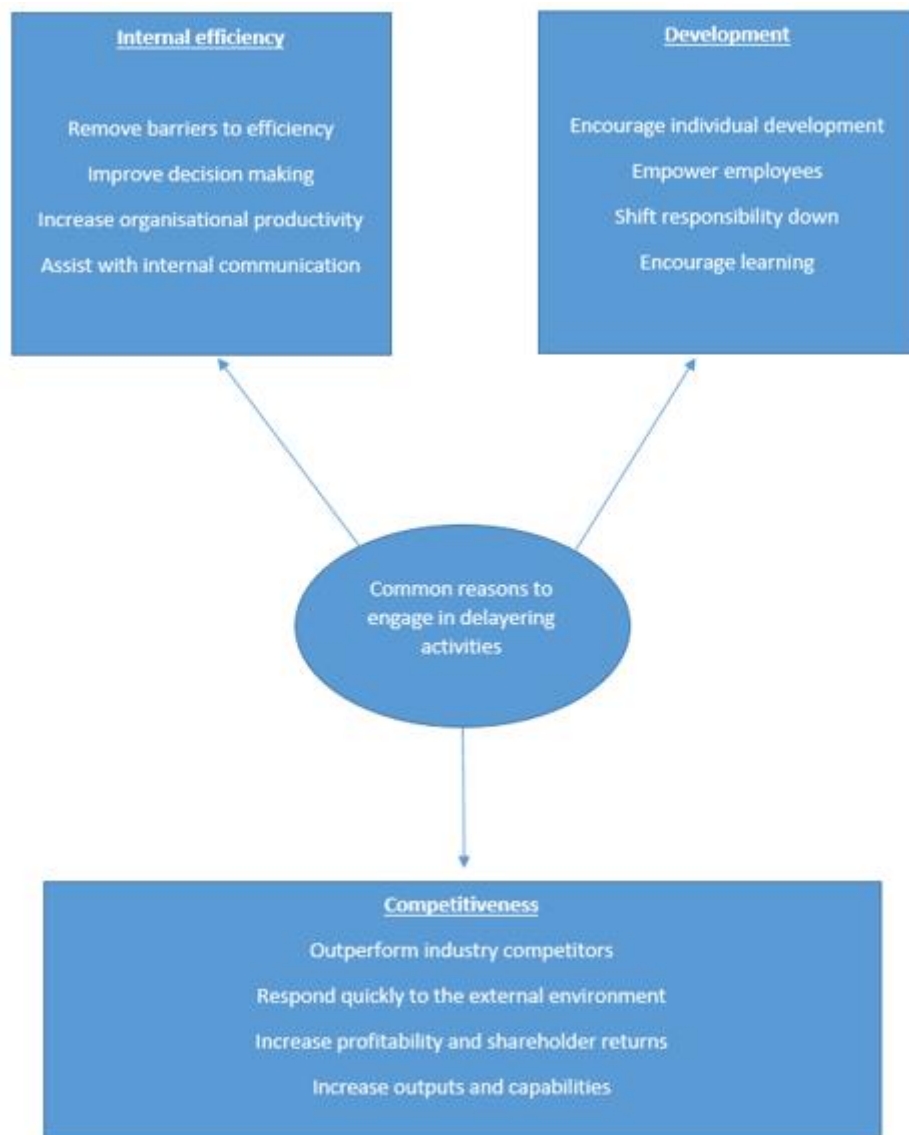 Internal efficiency
Remove barriers to efficiency
Improve decision making
Increase organisational productivity
Assist with internal communication
Development
Encourage individual development
Empower employees
Shift responsibility down
Encourage learning
Common reasons to
engage in delayering
activities
Competitiveness
Outperform industry competitors
Respond quickly to the external environment
Increase profitability and shareholder returns
Increase outputs and capabilities